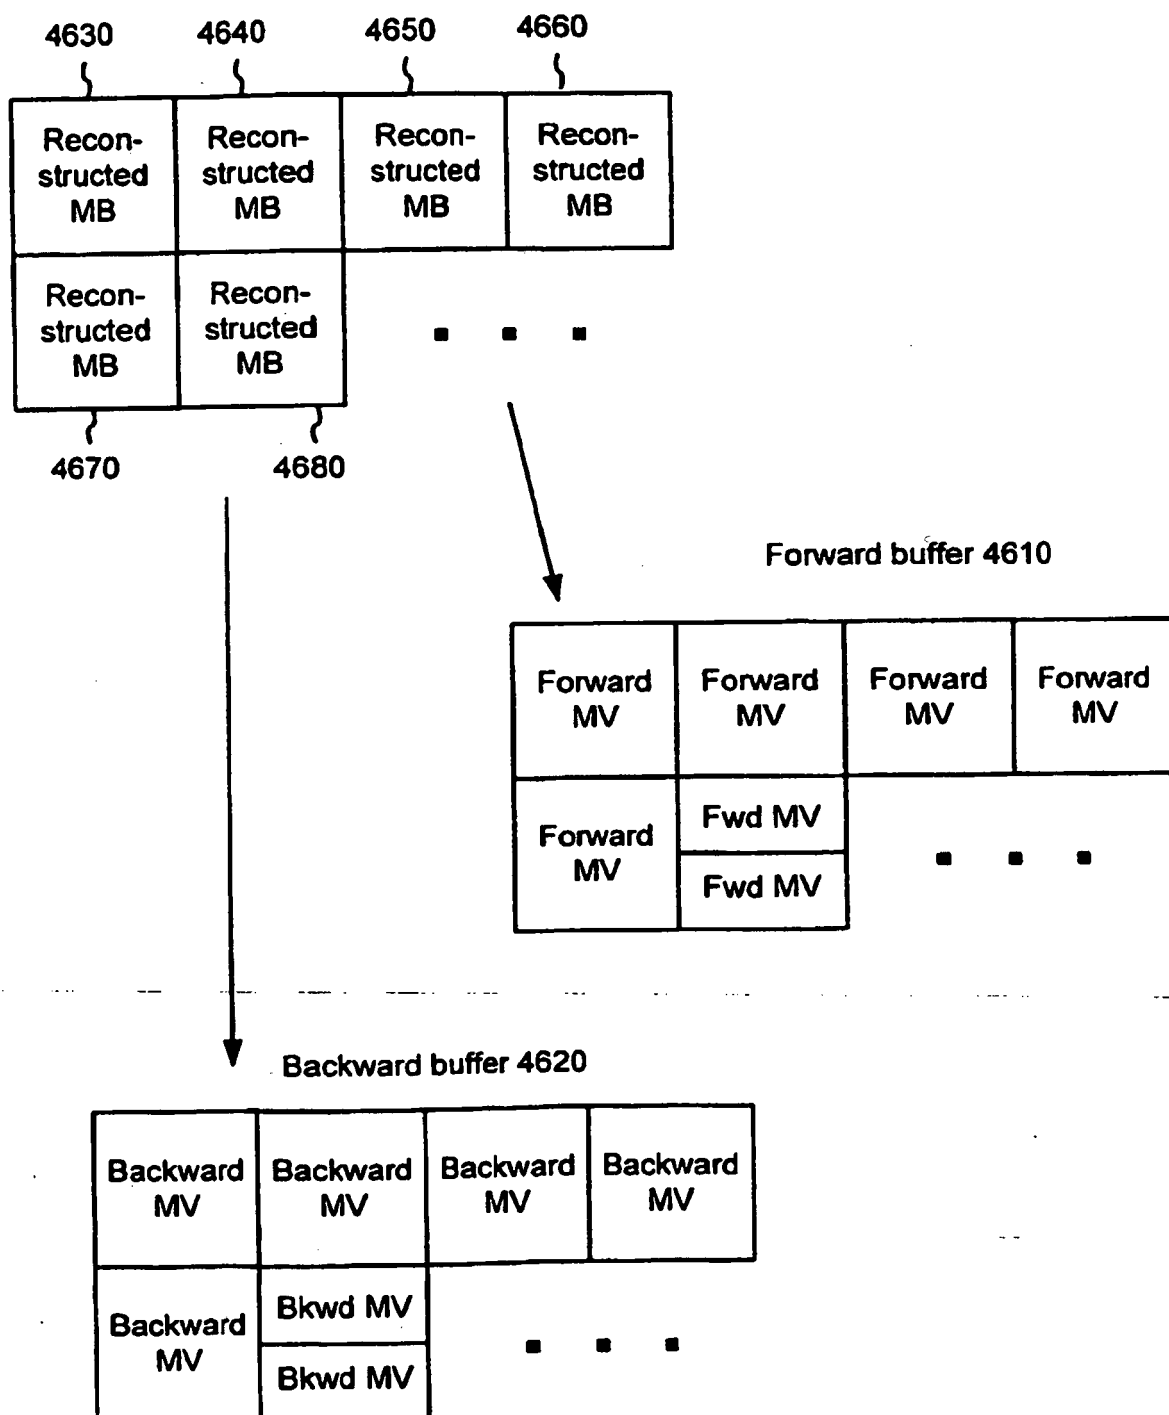 4630 4640 4650 4660
Recon- Recon- Recon- Recon-
structed structed structed structed
MB MB MB MB
Recon- Recon-
structed structed
MB MB
4670 4680
Forward buffer 4610
Forward Forward Forward Forward
MV MV MV MV
Forward Fwd MV
MV Fwd MV
Backward buffer 4620
Backward Backward Backward Backward
MV MV MV MV
Backward Bkwd MV
MV Bkwd MV